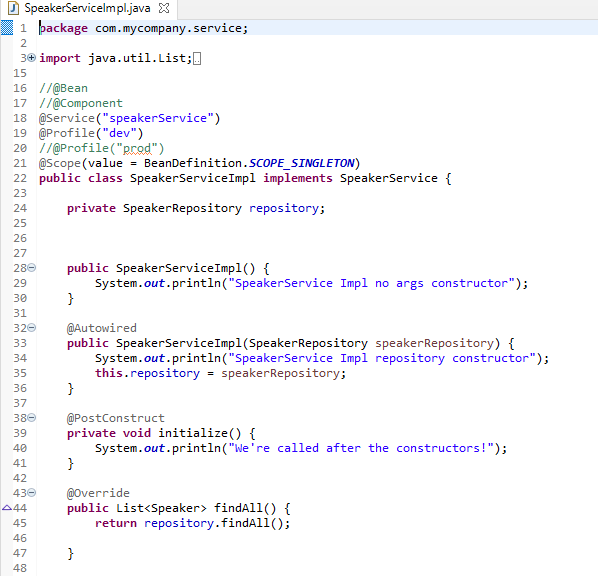 SpeakerServiceImpl.java
1 package com.mycompany.service;
2
3 import java.util.List;
15
16 //@Bean
17 //@Component
18 @Service("speakerService")
19 @Profile("dev")
20 //@Profile("prod")
21 @Scope(value = BeanDefinition.SCOPE_SINGLETON)
22 public class SpeakerServiceImpl implements SpeakerService {
23
24     private SpeakerRepository repository;
25
26
27
28     public SpeakerServiceImpl() {
29         System.out.println("SpeakerService Impl no args constructor");
30     }
31
32     @Autowired
33     public SpeakerServiceImpl(SpeakerRepository speakerRepository) {
34         System.out.println("SpeakerService Impl repository constructor");
35         this.repository = speakerRepository;
36     }
37
38     @PostConstruct
39     private void initialize() {
40         System.out.println("We're called after the constructors!");
41     }
42
43     @Override
44     public List<Speaker> findAll() {
45         return repository.findAll();
46
47     }
48